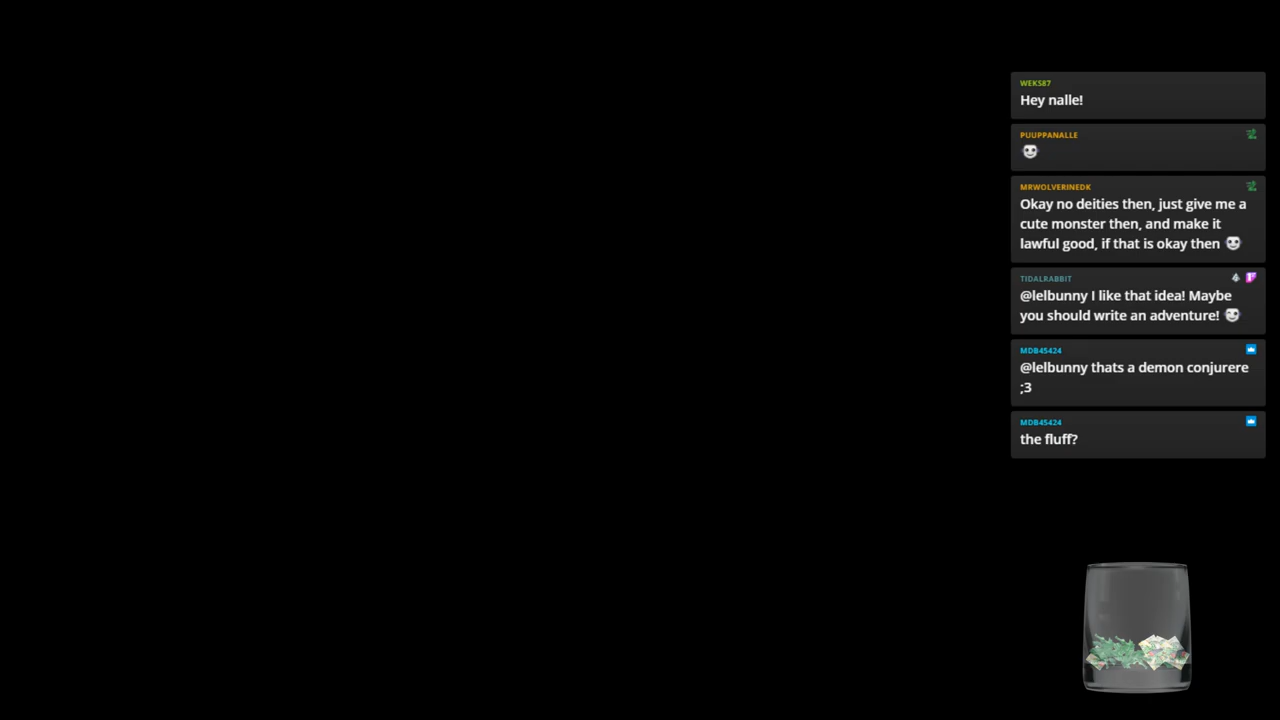 WEKS87
Hey nalle!
PUUPPANALLE
MRWOLVERINEDK
Okay no deities then, just give me a
cute monster then, and make it
lawful good, if that is okay then
TIDALRABBIT
@lelbunny I like that idea! Maybe
you should write an adventure!
MDB45424
@lelbunny thats a demon conjurere
;3
MDB45424
the fluff?